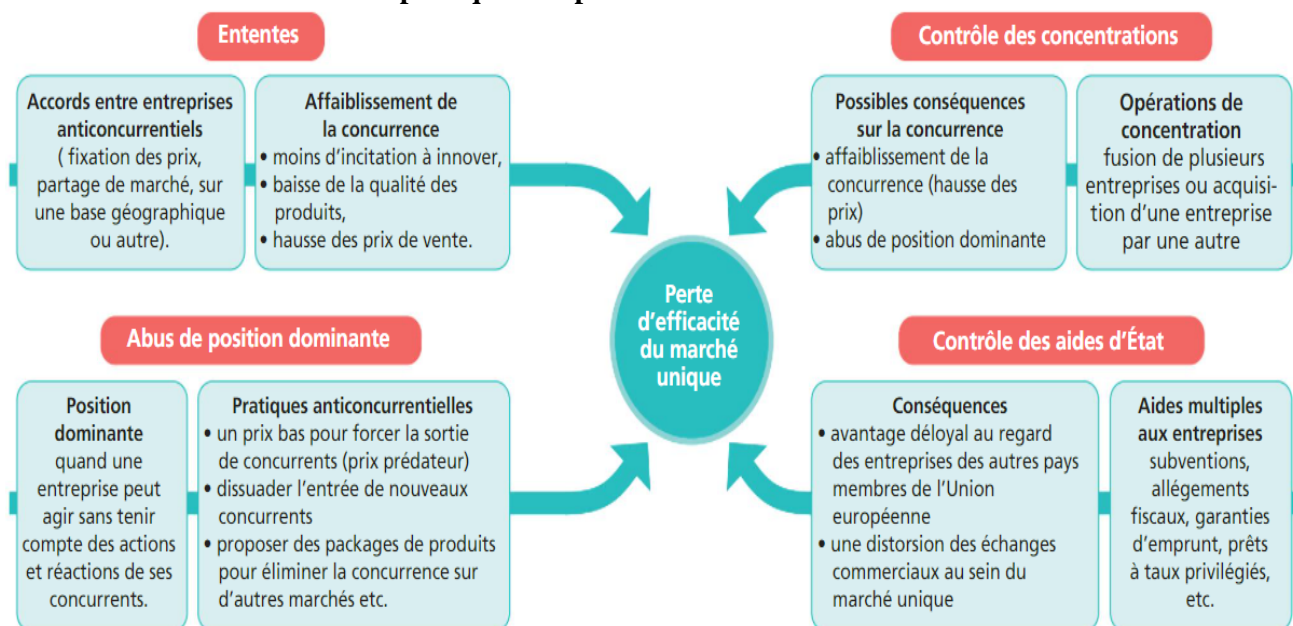 Ententes
Accords entre entreprises
anticoncurrentiels
( fixation des prix,
partage de marché, sur
une base géographique
ou autre).
Affaiblissement de
la concurrence
• moins d'incitation à innover,
• baisse de la qualité des
produits,
• hausse des prix de vente.
Contrôle des concentrations
Possibles conséquences
sur la concurrence
• affaiblissement de la
concurrence (hausse des
prix)
• abus de position dominante
Opérations de
concentration
fusion de plusieurs
entreprises ou acquisi-
tion d'une entreprise
par une autre
Perte
d'efficacité
du marché
unique
Abus de position dominante
Position
dominante
quand une
entreprise peut
agir sans tenir
compte des actions
et réactions de ses
concurrents.
Pratiques anticoncurrentielles
• un prix bas pour forcer la sortie
de concurrents (prix prédateur)
• dissuader l'entrée de nouveaux
concurrents
• proposer des packages de produits
pour éliminer la concurrence sur
d'autres marchés etc.
Contrôle des aides d'État
Conséquences
• avantage déloyal au regard
des entreprises des autres pays
membres de l'Union
européenne
• une distorsion des échanges
commerciaux au sein du
marché unique
Aides multiples
aux entreprises
subventions,
allégements
fiscaux, garanties
d'emprunt, prêts
à taux privilégiés,
etc.